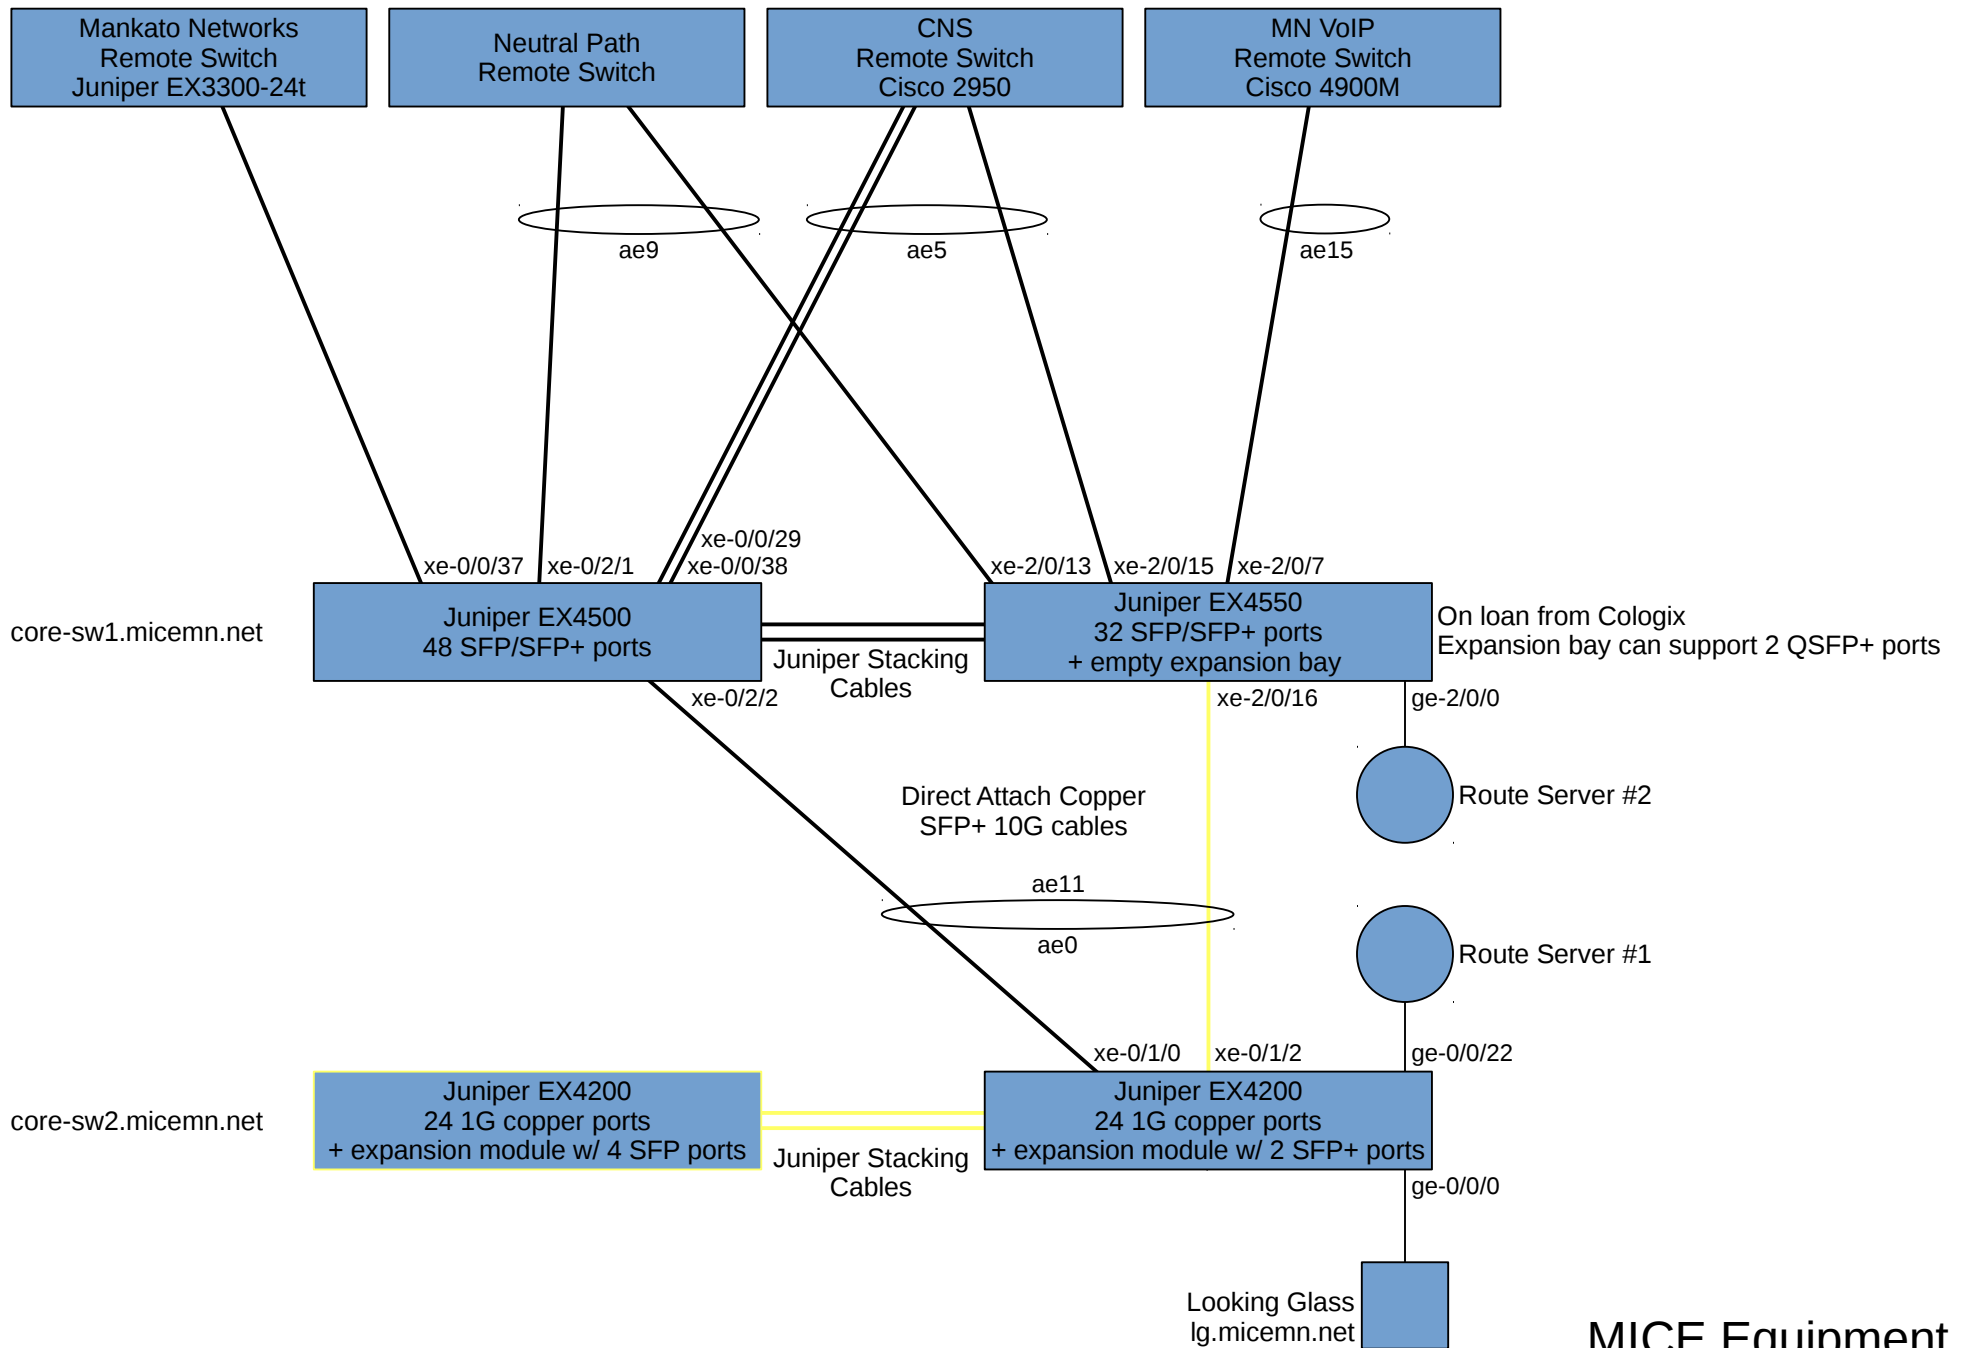 Mankato Networks
Remote Switch
Juniper EX3300-24t
Neutral Path
Remote Switch
CNS
Remote Switch
Cisco 2950
MN VoIP
Remote Switch
Cisco 4900M
ae9
ae5
ae15
xe-0/0/37
xe-0/2/1
xe-0/0/29
xe-0/0/38
xe-2/0/13
xe-2/0/15
xe-2/0/7
core-sw1.micemn.net
Juniper EX4500
48 SFP/SFP+ ports
Juniper Stacking
Cables
Juniper EX4550
32 SFP/SFP+ ports
+ empty expansion bay
On loan from Cologix
Expansion bay can support 2 QSFP+ ports
xe-0/2/2
xe-2/0/16
ge-2/0/0
Direct Attach Copper
SFP+ 10G cables
Route Server #2
ae11
ae0
Route Server #1
xe-0/1/0
xe-0/1/2
ge-0/0/22
core-sw2.micemn.net
Juniper EX4200
24 1G copper ports
+ expansion module w/ 4 SFP ports
Juniper Stacking
Cables
Juniper EX4200
24 1G copper ports
+ expansion module w/ 2 SFP+ ports
ge-0/0/0
Looking Glass
lg.micemn.net
MICE Equipment